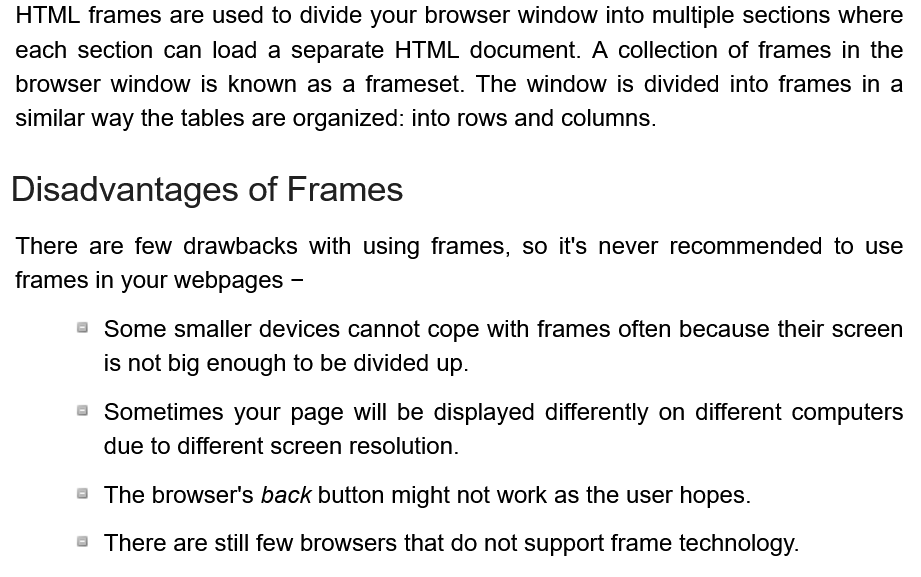 HTML frames are used to divide your browser window into multiple sections where
each section can load a separate HTML document. A collection of frames in the
browser window is known as a frameset. The window is divided into frames in a
similar way the tables are organized: into rows and columns.
Disadvantages of Frames
There are few drawbacks with using frames, so it's never recommended to use
frames in your webpages −
Some smaller devices cannot cope with frames often because their screen
is not big enough to be divided up.
Sometimes your page will be displayed differently on different computers
due to different screen resolution.
The browser's back button might not work as the user hopes.
There are still few browsers that do not support frame technology.